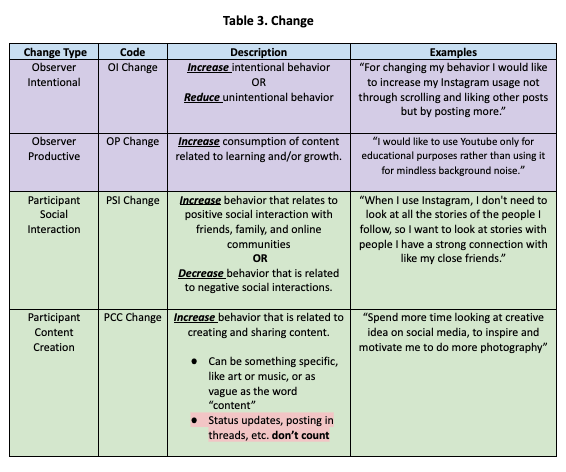 Table 3. Change
Change Type
Code
Description
Examples
Observer
Intentional
OI Change
Increase intentional behavior
OR
Reduce unintentional behavior
“For changing my behavior I would like
to increase my Instagram usage not
through scrolling and liking other posts
but by posting more.”
Observer
Productive
OP Change
Increase consumption of content
related to learning and/or growth.
“I would like to use Youtube only for
educational purposes rather than using it
for mindless background noise.”
Participant
Social
Interaction
PSI Change
Increase behavior that relates to
positive social interaction with
friends, family, and online
communities
OR
Decrease behavior that is related
to negative social interactions.
“When I use Instagram, I don't need to
look at all the stories of the people I
follow, so I want to look at stories with
people I have a strong connection with
like my close friends.”
Participant
Content
Creation
PCC Change
Increase behavior that is related to
creating and sharing content.
● Can be something specific,
like art or music, or as
vague as the word
“content”
● Status updates, posting in
threads, etc. don’t count
“Spend more time looking at creative
idea on social media, to inspire and
motivate me to do more photography”